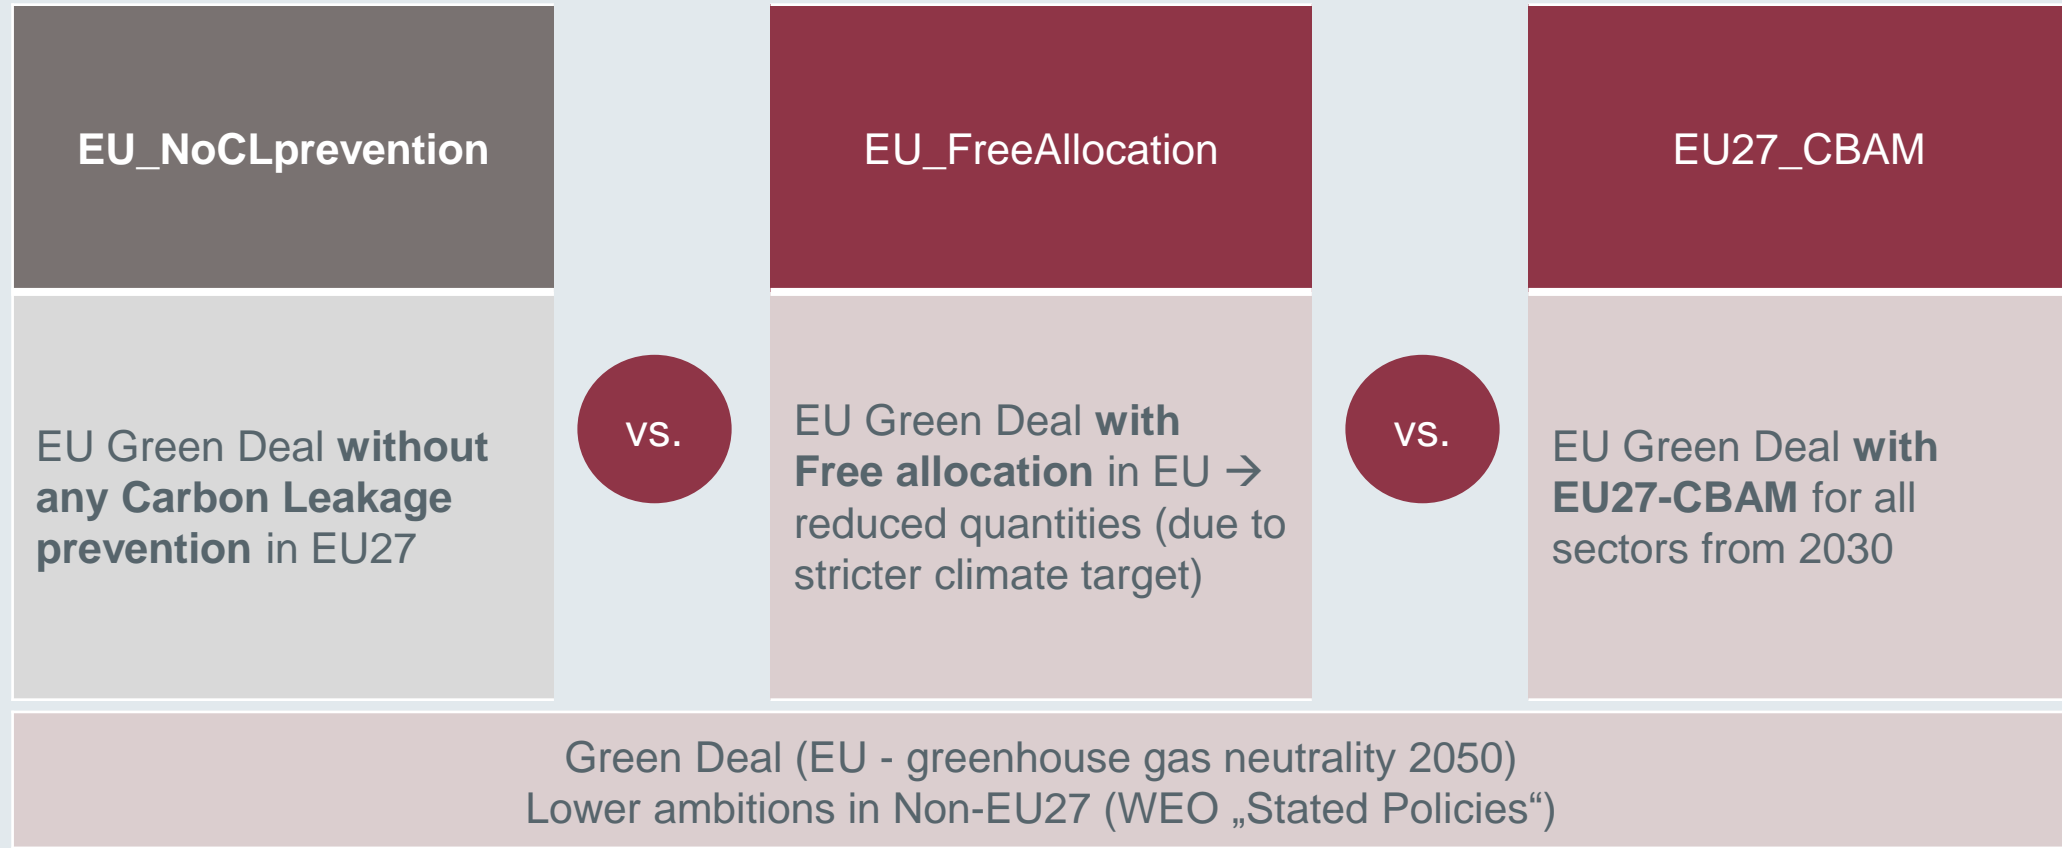 EU_NoCLprevention
EU_FreeAllocation
EU27_CBAM
EU Green Deal without
any Carbon Leakage
prevention in EU27
vs.
EU Green Deal with
Free allocation in EU →
reduced quantities (due to
stricter climate target)
vs.
EU Green Deal with
EU27-CBAM for all
sectors from 2030
Green Deal (EU - greenhouse gas neutrality 2050)
Lower ambitions in Non-EU27 (WEO „Stated Policies“)